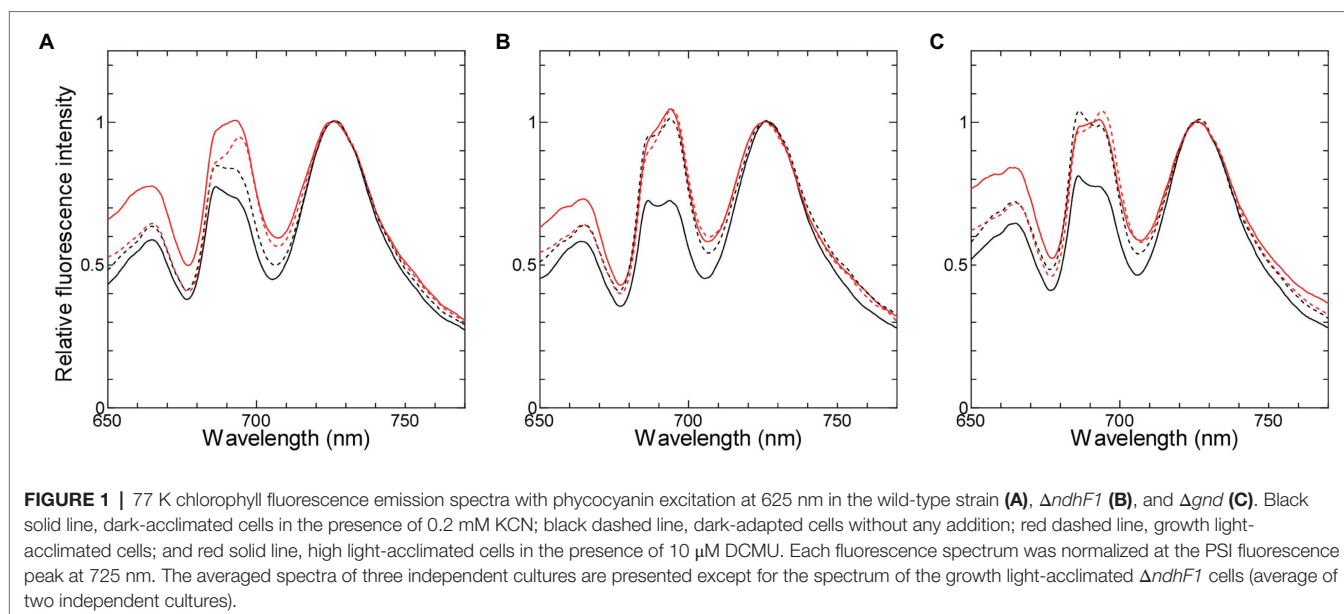 A
B
C
Relative fluorescence intensity
1
0.5
0
650
700
750
Wavelength (nm)
1
0.5
0
650
700
750
Wavelength (nm)
1
0.5
0
650
700
750
Wavelength (nm)
FIGURE 1 | 77 K chlorophyll fluorescence emission spectra with phycocyanin excitation at 625 nm in the wild-type strain (A), ΔndhF1 (B), and Δgnd (C). Black
solid line, dark-acclimated cells in the presence of 0.2 mM KCN; black dashed line, dark-adapted cells without any addition; red dashed line, growth light-
acclimated cells; and red solid line, high light-acclimated cells in the presence of 10 μM DCMU. Each fluorescence spectrum was normalized at the PSI fluorescence
peak at 725 nm. The averaged spectra of three independent cultures are presented except for the spectrum of the growth light-acclimated ΔndhF1 cells (average of
two independent cultures).